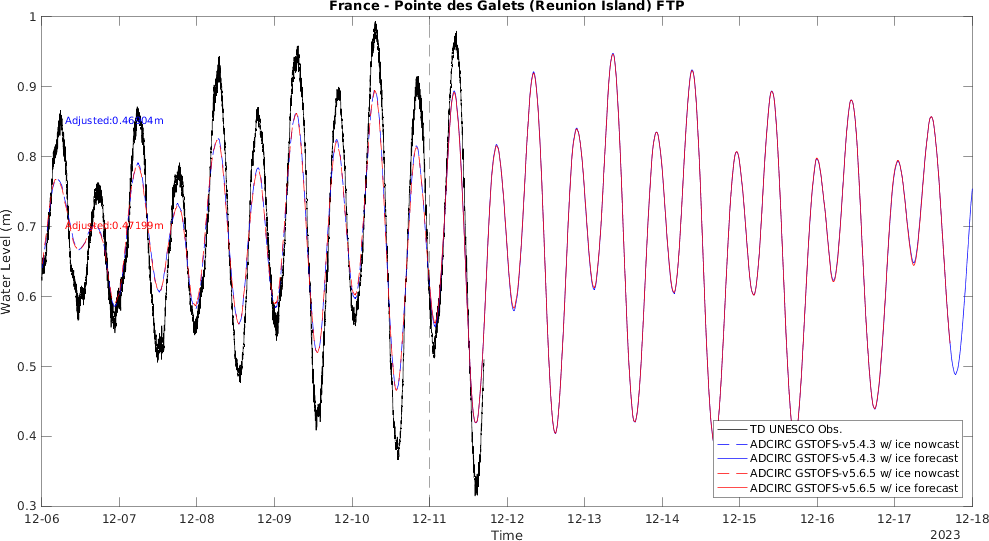 France - Pointe des Galets (Reunion Island) FTP
Water Level (m)
1
0.9
0.8
0.7
0.6
0.5
0.4
0.3
Adjusted:0.46804m
Adjusted:0.47199m
TD UNESCO Obs.
ADCIRC GSTOFS-v5.4.3 w/ ice nowcast
ADCIRC GSTOFS-v5.4.3 w/ ice forecast
ADCIRC GSTOFS-v5.6.5 w/ ice nowcast
ADCIRC GSTOFS-v5.6.5 w/ ice forecast
12-06 12-07 12-08 12-09 12-10 12-11 12-12 12-13 12-14 12-15 12-16 12-17 12-18
Time
2023